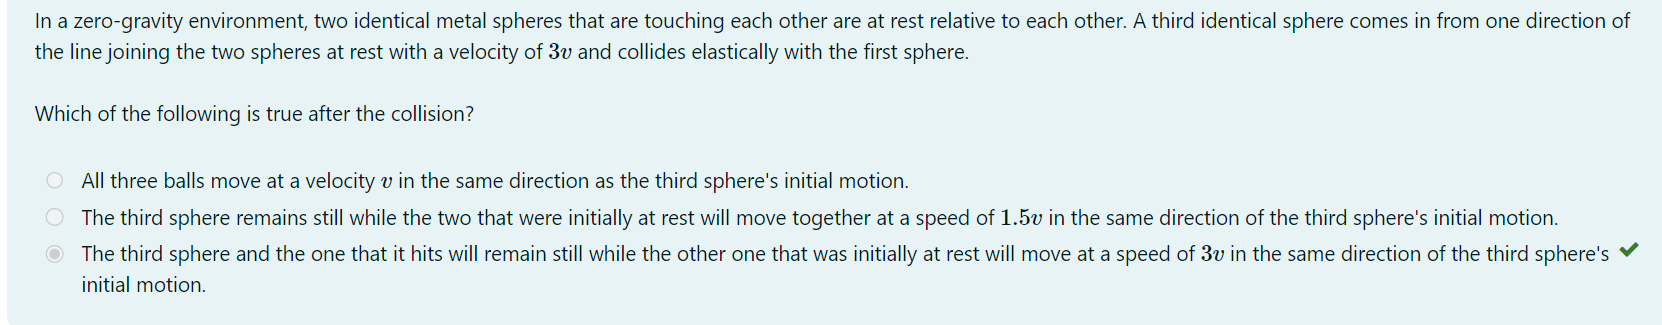 In a zero-gravity environment, two identical metal spheres that are touching each other are at rest relative to each other. A third identical sphere comes in from one direction of
the line joining the two spheres at rest with a velocity of 3v and collides elastically with the first sphere.
Which of the following is true after the collision?
All three balls move at a velocity v in the same direction as the third sphere's initial motion.
The third sphere remains still while the two that were initially at rest will move together at a speed of 1.5v in the same direction of the third sphere's initial motion.
The third sphere and the one that it hits will remain still while the other one that was initially at rest will move at a speed of 3v in the same direction of the third sphere's
initial motion.